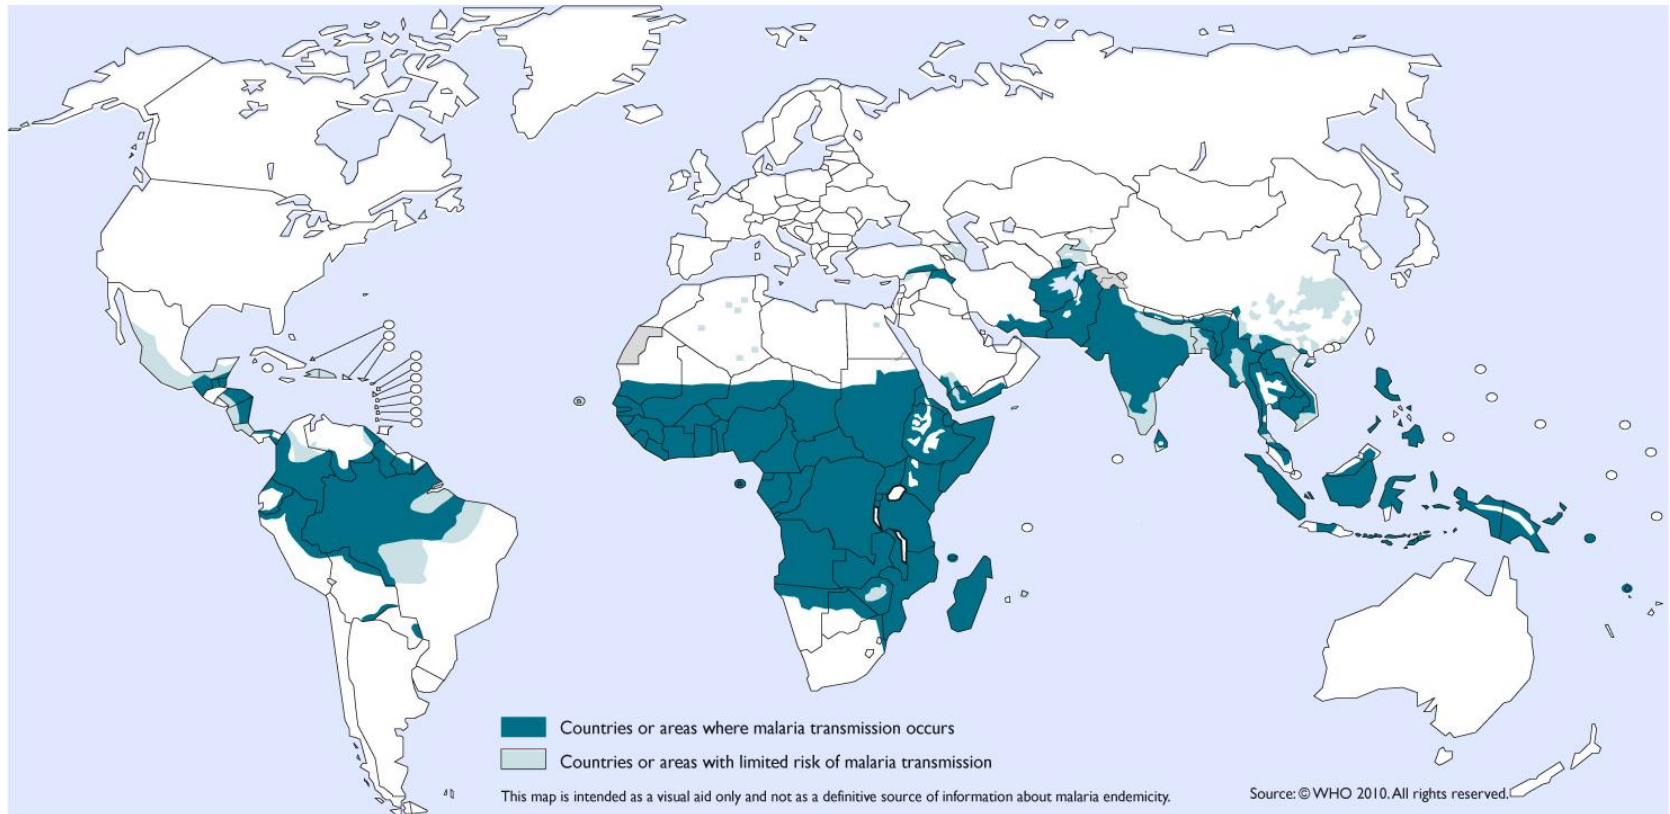 Countries or areas where malaria transmission occurs
Countries or areas with limited risk of malaria transmission
This map is intended as a visual aid only and not as a definitive source of information about malaria endemicity.
Source: © WHO 2010. All rights reserved.